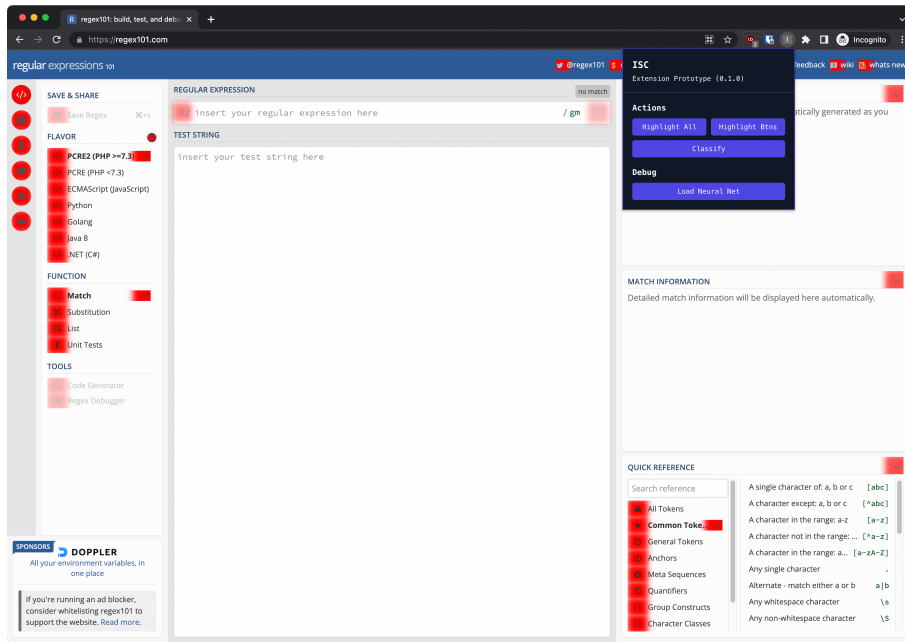 regex101: build, test, and debu
https://regex101.com
Incognito
regular expressions 101
@regex101
$
feedback
wiki
whats new
SAVE & SHARE
Save Regex ⌘+s
FLAVOR
PCRE2 (PHP >=7.3)
PCRE (PHP <7.3)
ECMAScript (JavaScript)
Python
Golang
Java 8
.NET (C#)
FUNCTION
Match
Substitution
List
Unit Tests
TOOLS
Code Generator
Regex Debugger
SPONSORS
DOPPLER
All your environment variables, in
one place
If you're running an ad blocker,
consider whitelisting regex101 to
support the website. Read more.
REGULAR EXPRESSION
no match
insert your regular expression here
/ gm
TEST STRING
insert your test string here
ISC
Extension Prototype (0.1.0)
Actions
Highlight All
Highlight Btns
Classify
Debug
Load Neural Net
atically generated as you
MATCH INFORMATION
Detailed match information will be displayed here automatically.
QUICK REFERENCE
Search reference
All Tokens
Common Toke...
General Tokens
Anchors
Meta Sequences
Quantifiers
Group Constructs
Character Classes
A single character of: a, b or c [abc]
A character except: a, b or c [^abc]
A character in the range: a-z [a-z]
A character not in the range: ... [^a-z]
A character in the range: a... [a-zA-Z]
Any single character .
Alternate - match either a or b a|b
Any whitespace character \s
Any non-whitespace character \S